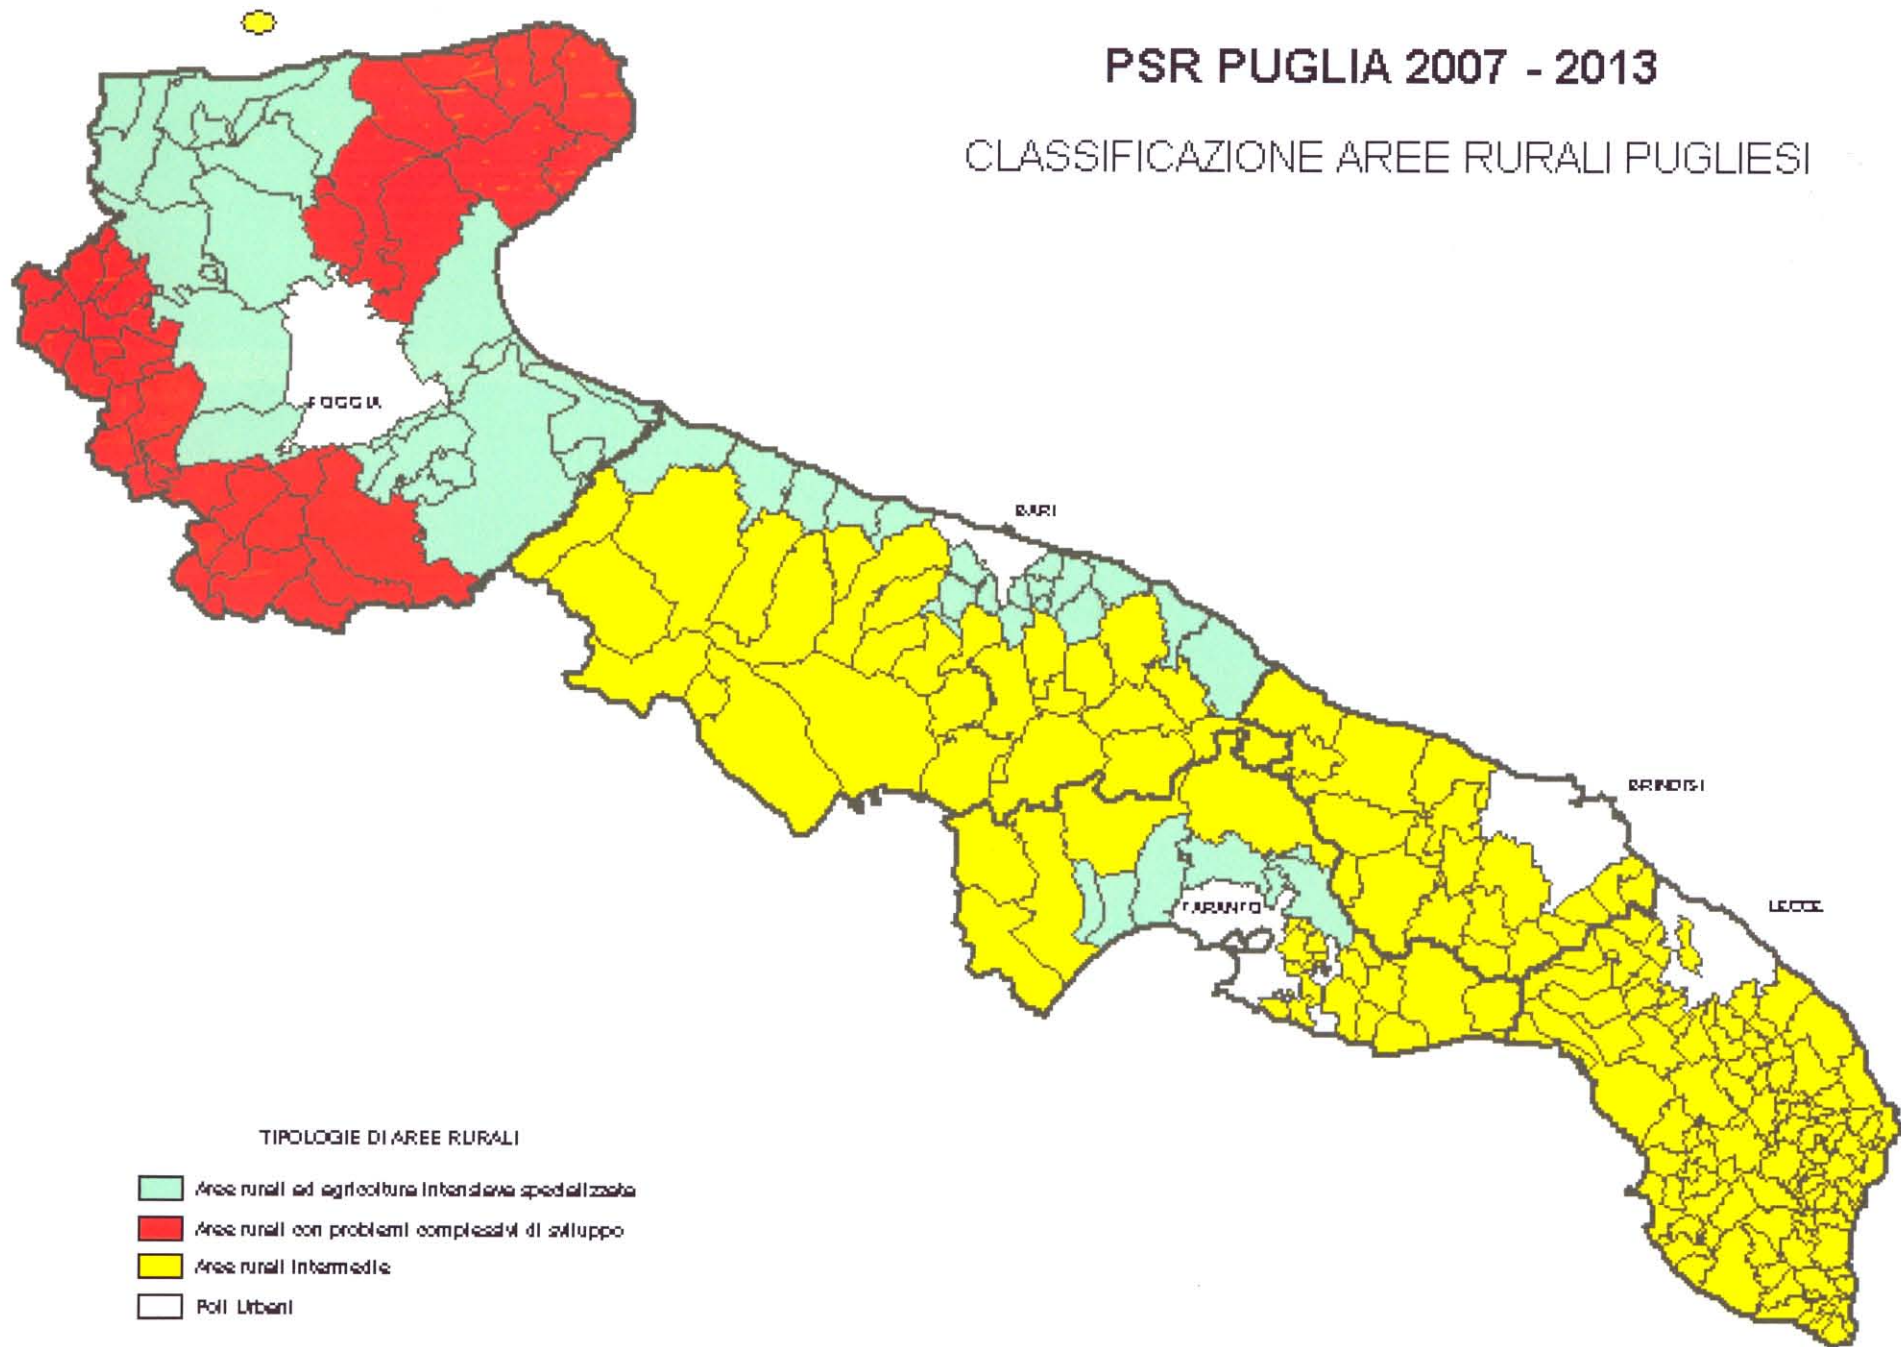 PSR PUGLIA 2007 - 2013
CLASSIFICAZIONE AREE RURALI PUGLIESI
FOGGIA
BARI
BRINDISI
TARANTO
LECCE
TIPOLOGIE DI AREE RURALI
Aree rurali ad agricoltura intensiava specializzata
Aree rurali con problemi complessivi di sviluppo
Aree rurali intermedie
Poli Urbani